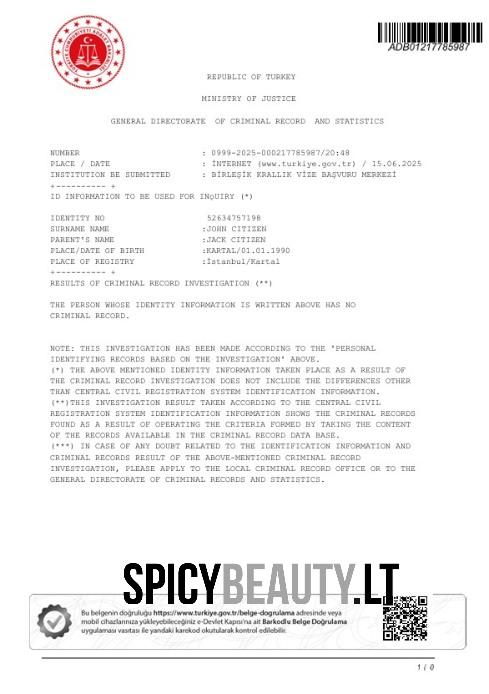 ADB01217785987
REPUBLIC OF TURKEY
MINISTRY OF JUSTICE
GENERAL DIRECTORATE OF CRIMINAL RECORD AND STATISTICS
NUMBER : 0999-2025-000217785987/20:48
PLACE / DATE : İNTERNET (www.turkiye.gov.tr) / 15.06.2025
INSTITUTION BE SUBMITTED : BİRLEŞİK KRALLIK VİZE BAŞVURU MERKEZİ
+---------- +
ID INFORMATION TO BE USED FOR INQUIRY (*)
IDENTITY NO 52634757198
SURNAME NAME :JOHN CITIZEN
PARENT'S NAME :JACK CITIZEN
PLACE/DATE OF BIRTH :KARTAL/01.01.1990
PLACE OF REGISTRY :İstanbul/Kartal
+---------- +
RESULTS OF CRIMINAL RECORD INVESTIGATION (**)
THE PERSON WHOSE IDENTITY INFORMATION IS WRITTEN ABOVE HAS NO
CRIMINAL RECORD.
NOTE: THIS INVESTIGATION HAS BEEN MADE ACCORDING TO THE 'PERSONAL
IDENTIFYING RECORDS BASED ON THE INVESTIGATION' ABOVE.
(*) THE ABOVE MENTIONED IDENTITY INFORMATION TAKEN PLACE AS A RESULT OF
THE CRIMINAL RECORD INVESTIGATION DOES NOT INCLUDE THE DIFFERENCES OTHER
THAN CENTRAL CIVIL REGISTRATION SYSTEM IDENTIFICATION INFORMATION.
(**)THIS INVESTIGATION RESULT TAKEN ACCORDING TO THE CENTRAL CIVIL
REGISTRATION SYSTEM IDENTIFICATION INFORMATION SHOWS THE CRIMINAL RECORDS
FOUND AS A RESULT OF OPERATING THE CRITERIA FORMED BY TAKING THE CONTENT
OF THE RECORDS AVAILABLE IN THE CRIMINAL RECORD DATA BASE.
(***) IN CASE OF ANY DOUBT RELATED TO THE IDENTIFICATION INFORMATION AND
CRIMINAL RECORDS RESULT OF THE ABOVE-MENTIONED CRIMINAL RECORD
INVESTIGATION, PLEASE APPLY TO THE LOCAL CRIMINAL RECORD OFFICE OR TO THE
GENERAL DIRECTORATE OF CRIMINAL RECORDS AND STATISTICS.
SPICYBEAUTY.LT
Bu belgenin doğruluğu https://www.turkiye.gov.tr/belge-dogrulama adresinde veya
mobil cihazlarınıza yükleyebileceğiniz e-Devlet Kapısı'na ait Barkodlu Belge Doğrulama
uygulaması vasıtası ile yandaki karekod okutularak kontrol edilebilir.
1 / 0